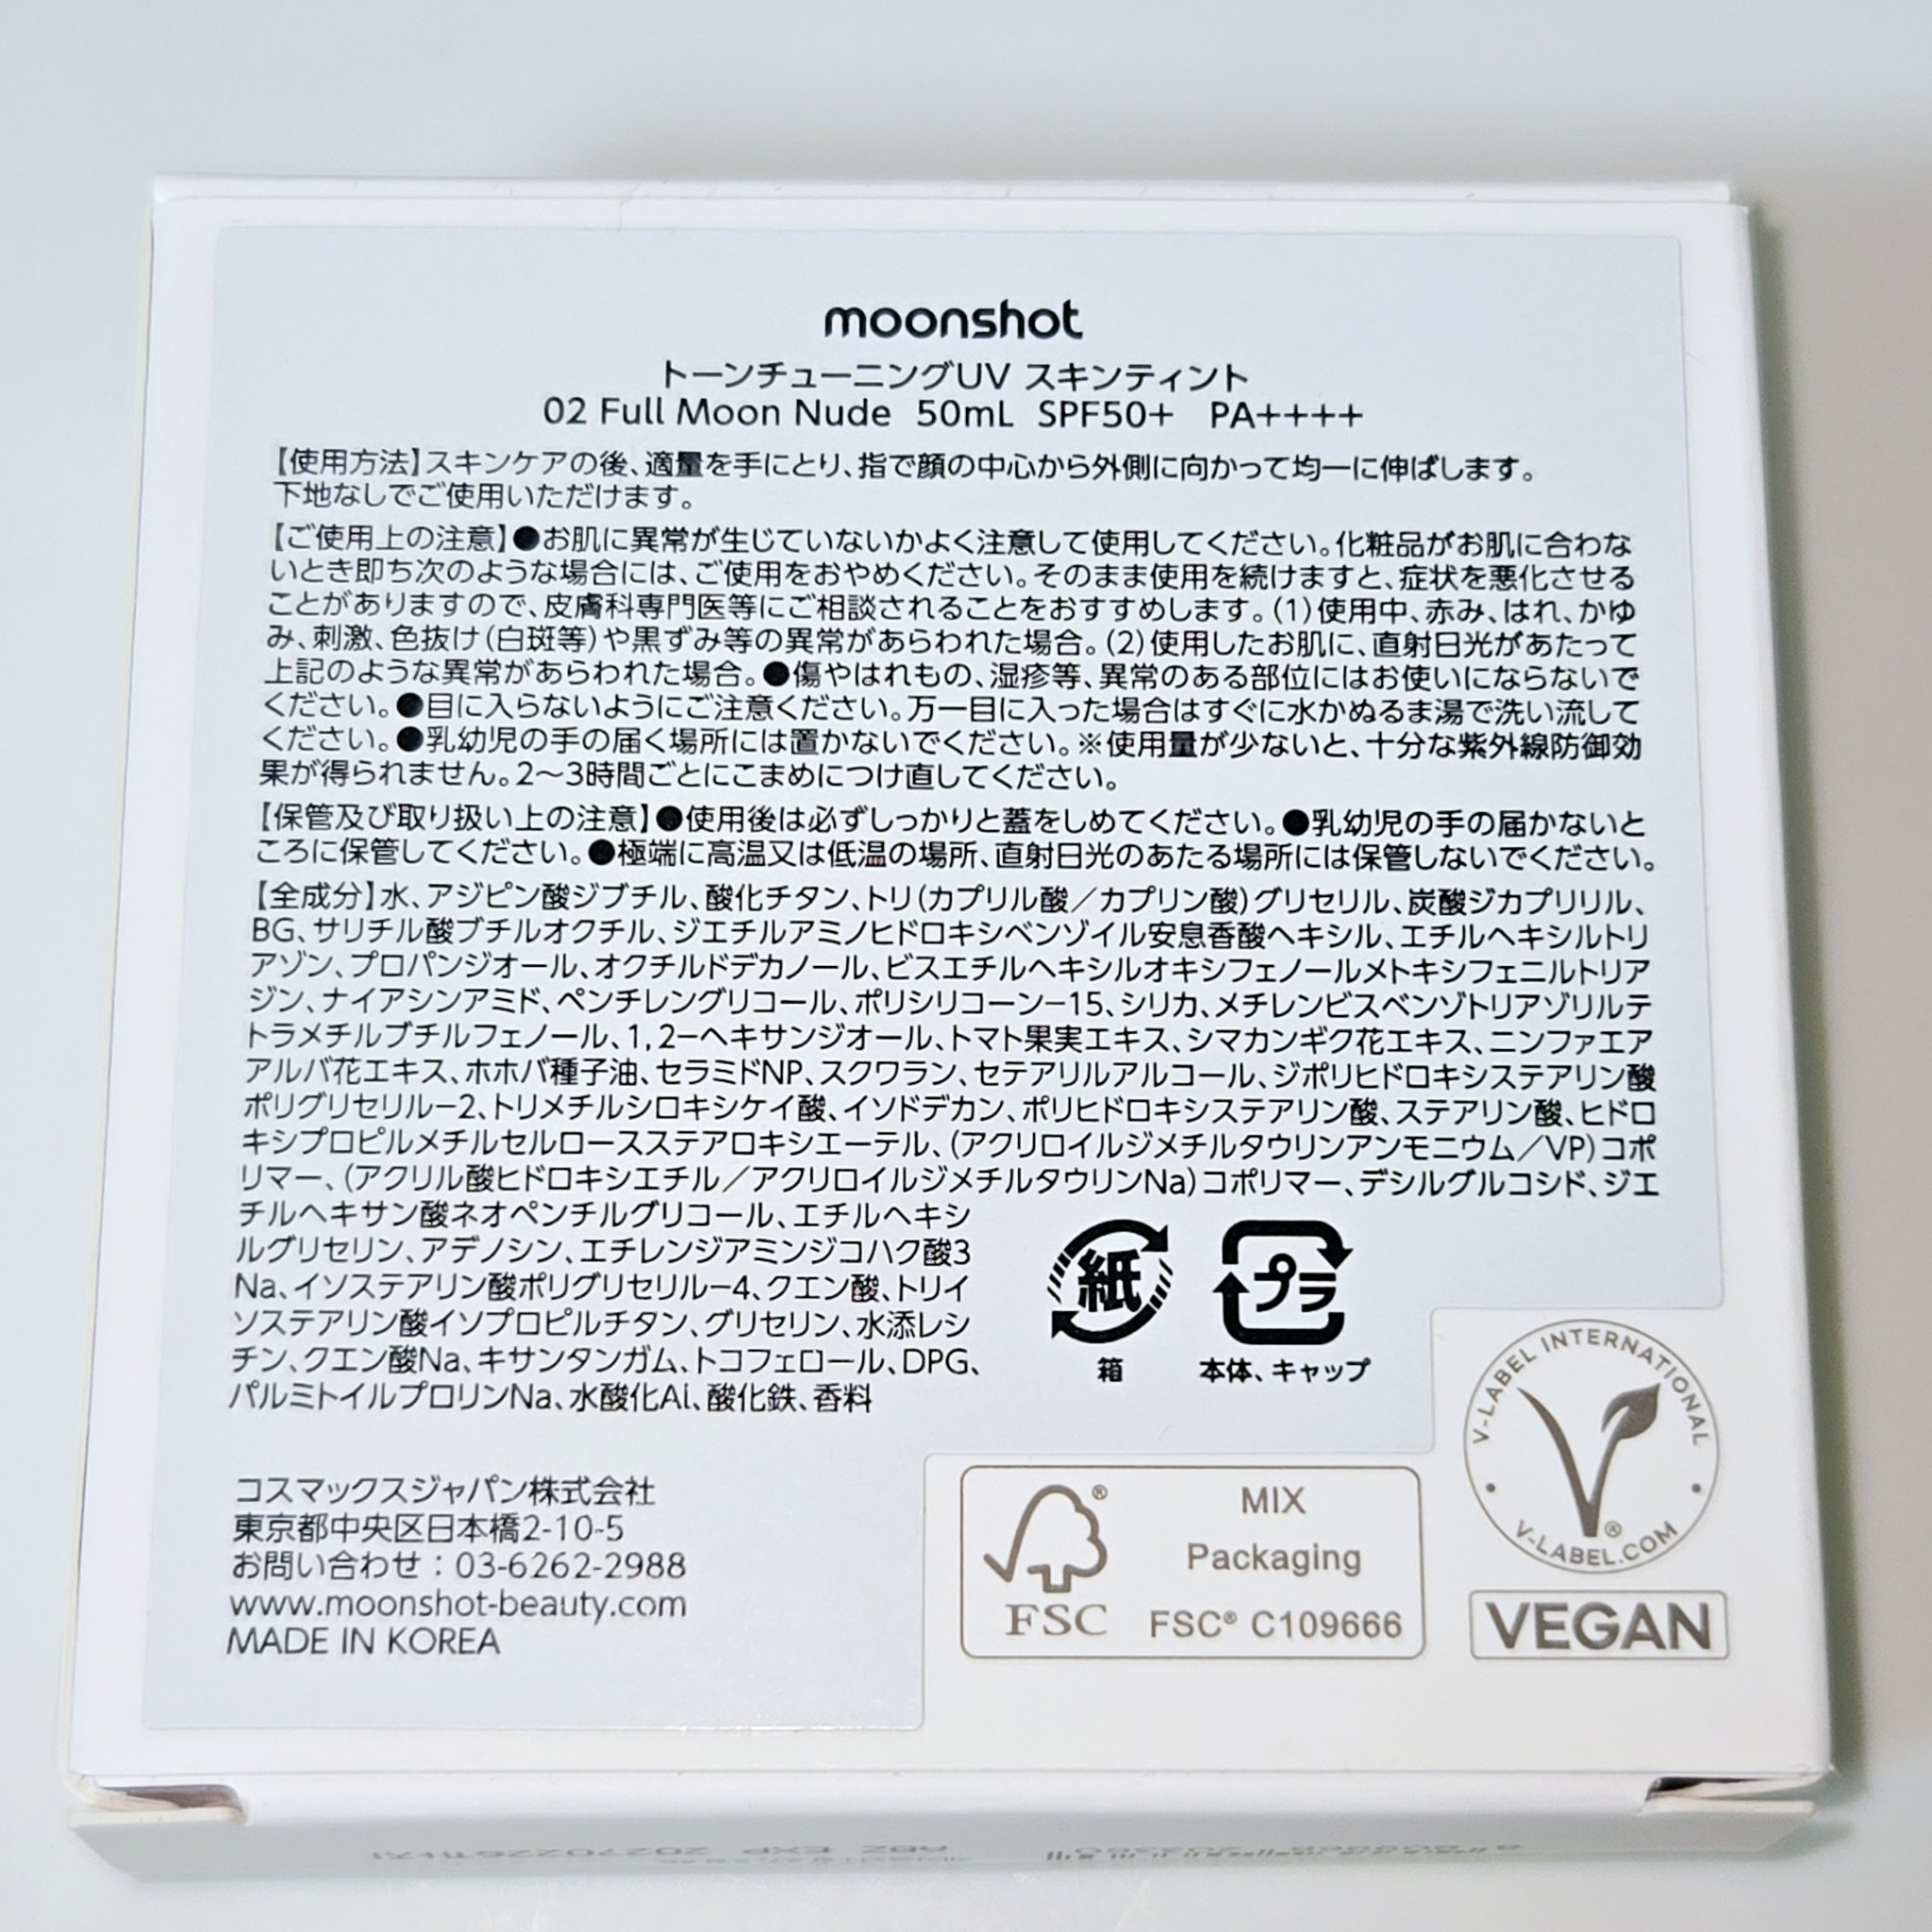 moonshot
トーンチューニングUV スキンティント
02 Full Moon Nude 50mL SPF50+ PA++++
【使用方法】スキンケアの後、適量を手にとり、指で顔の中心から外側に向かって均一に伸ばします。
下地なしでご使用いただけます。
【ご使用上の注意】●お肌に異常が生じていないかよく注意して使用してください。化粧品がお肌に合わな
いとき即ち次のような場合には、ご使用をおやめください。そのまま使用を続けますと、症状を悪化させる
ことがありますので、皮膚科専門医等にご相談されることをおすすめします。(1)使用中、赤み、はれ、かゆ
み、刺激、色抜け(白斑等)や黒ずみ等の異常があらわれた場合。(2)使用したお肌に、直射日光があたって
上記のような異常があらわれた場合。●傷やはれもの、湿疹等、異常のある部位にはお使いにならないで
ください。●目に入らないようにご注意ください。万一目に入った場合はすぐに水かぬるま湯で洗い流して
ください。●乳幼児の手の届く場所には置かないでください。※使用量が少ないと、十分な紫外線防御効
果が得られません。2〜3時間ごとにこまめにつけ直してください。
【保管及び取り扱い上の注意】●使用後は必ずしっかりと蓋をしめてください。●乳幼児の手の届かないと
ころに保管してください。●極端に高温又は低温の場所、直射日光のあたる場所には保管しないでください。
【全成分】水、アジピン酸ジブチル、酸化チタン、トリ(カプリル酸／カプリン酸)グリセリル、炭酸ジカプリリル、
BG、サリチル酸ブチルオクチル、ジエチルアミノヒドロキシベンゾイル安息香酸ヘキシル、エチルヘキシルトリ
アゾン、プロパンジオール、オクチルドデカノール、ビスエチルヘキシルオキシフェノールメトキシフェニルトリア
ジン、ナイアシンアミド、ペンチレングリコール、ポリシリコーン−15、シリカ、メチレンビスベンゾトリアゾリルテ
トラメチルブチルフェノール、1,2−ヘキサンジオール、トマト果実エキス、シマカンギク花エキス、ニンファエア
アルバ花エキス、ホホバ種子油、セラミドNP、スクワラン、セテアリルアルコール、ジポリヒドロキシステアリン酸
ポリグリセリル−2、トリメチルシロキシケイ酸、イソドデカン、ポリヒドロキシステアリン酸、ステアリン酸、ヒドロ
キシプロピルメチルセルロースステアロキシエーテル、(アクリロイルジメチルタウリンアンモニウム／VP)コポ
リマー、(アクリル酸ヒドロキシエチル／アクリロイルジメチルタウリンNa)コポリマー、デシルグルコシド、ジエ
チルヘキサン酸ネオペンチルグリコール、エチルヘキシ
ルグリセリン、アデノシン、エチレンジアミンジコハク酸3
Na、イソステアリン酸ポリグリセリル−4、クエン酸、トリイ
ソステアリン酸イソプロピルチタン、グリセリン、水添レシ
チン、クエン酸Na、キサンタンガム、トコフェロール、DPG、
パルミトイルプロリンNa、水酸化Al、酸化鉄、香料
紙
箱
プラ
本体、キャップ
コスマックスジャパン株式会社
東京都中央区日本橋2-10-5
お問い合わせ：03-6262-2988
www.moonshot-beauty.com
MADE IN KOREA
FSC
MIX
Packaging
FSC® C109666
V-LABEL INTERNATIONAL
V-LABEL.COM
VEGAN